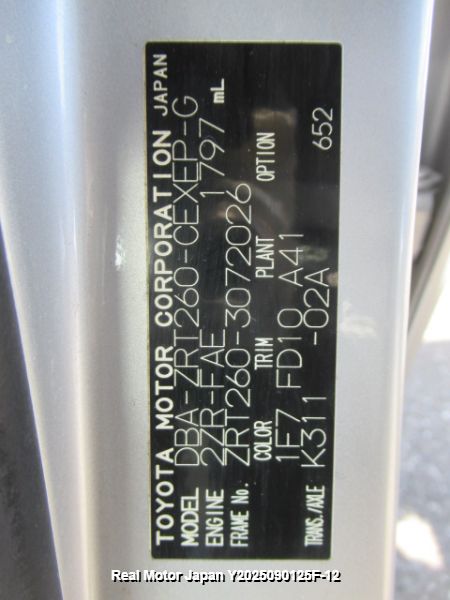 TOYOTA MOTOR CORPORATION JAPAN
MODEL DBA-ZRT260-CEXEP-G
ENGINE 2ZR-FAE 1797 mL
FRAME No. ZRT260-3072026
COLOR TRIM PLANT OPTION
1F7 FD10 A41
TRANS./AXLE K311 -02A 652
Real Motor Japan Y2025090125F-12